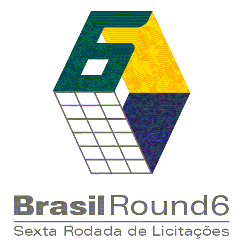 6
BrasilRound6
Sexta Rodada de Licitações